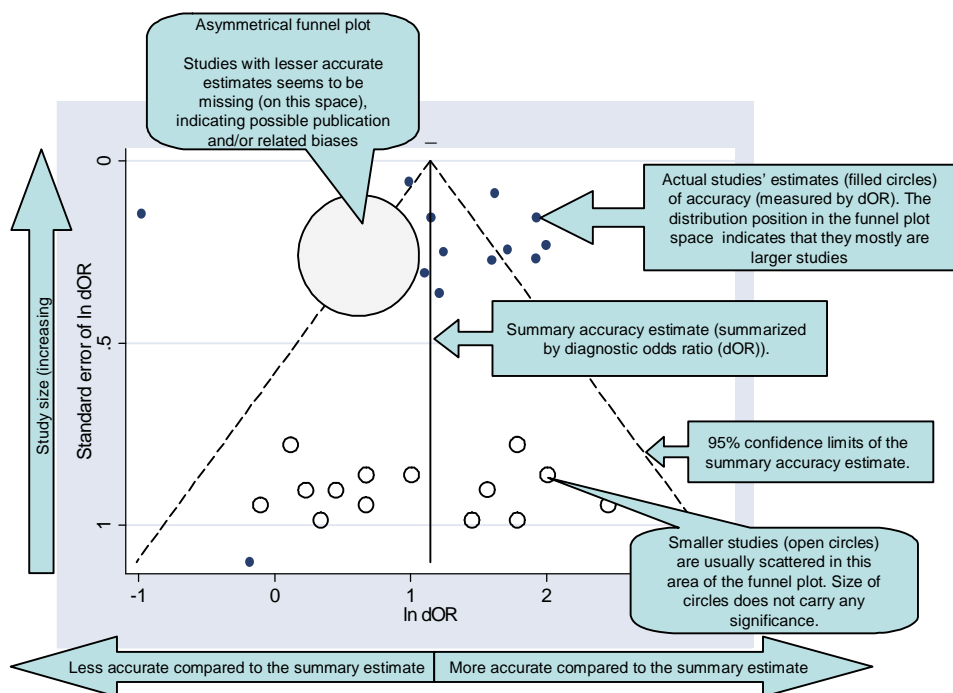 Asymmetrical funnel plot
Studies with lesser accurate
estimates seems to be
missing (on this space),
indicating possible publication
and/or related biases
Actual studies' estimates (filled circles)
of accuracy (measured by dOR). The
distribution position in the funnel plot
space indicates that they mostly are
larger studies
Summary accuracy estimate (summarized
by diagnostic odds ratio (dOR)).
95% confidence limits of the
summary accuracy estimate.
Smaller studies (open circles)
are usually scattered in this
area of the funnel plot. Size of
circles does not carry any
significance.
Study size (increasing
Standard error of ln dOR
0
.5
1
-1
0
1
2
ln dOR
Less accurate compared to the summary estimate
More accurate compared to the summary estimate